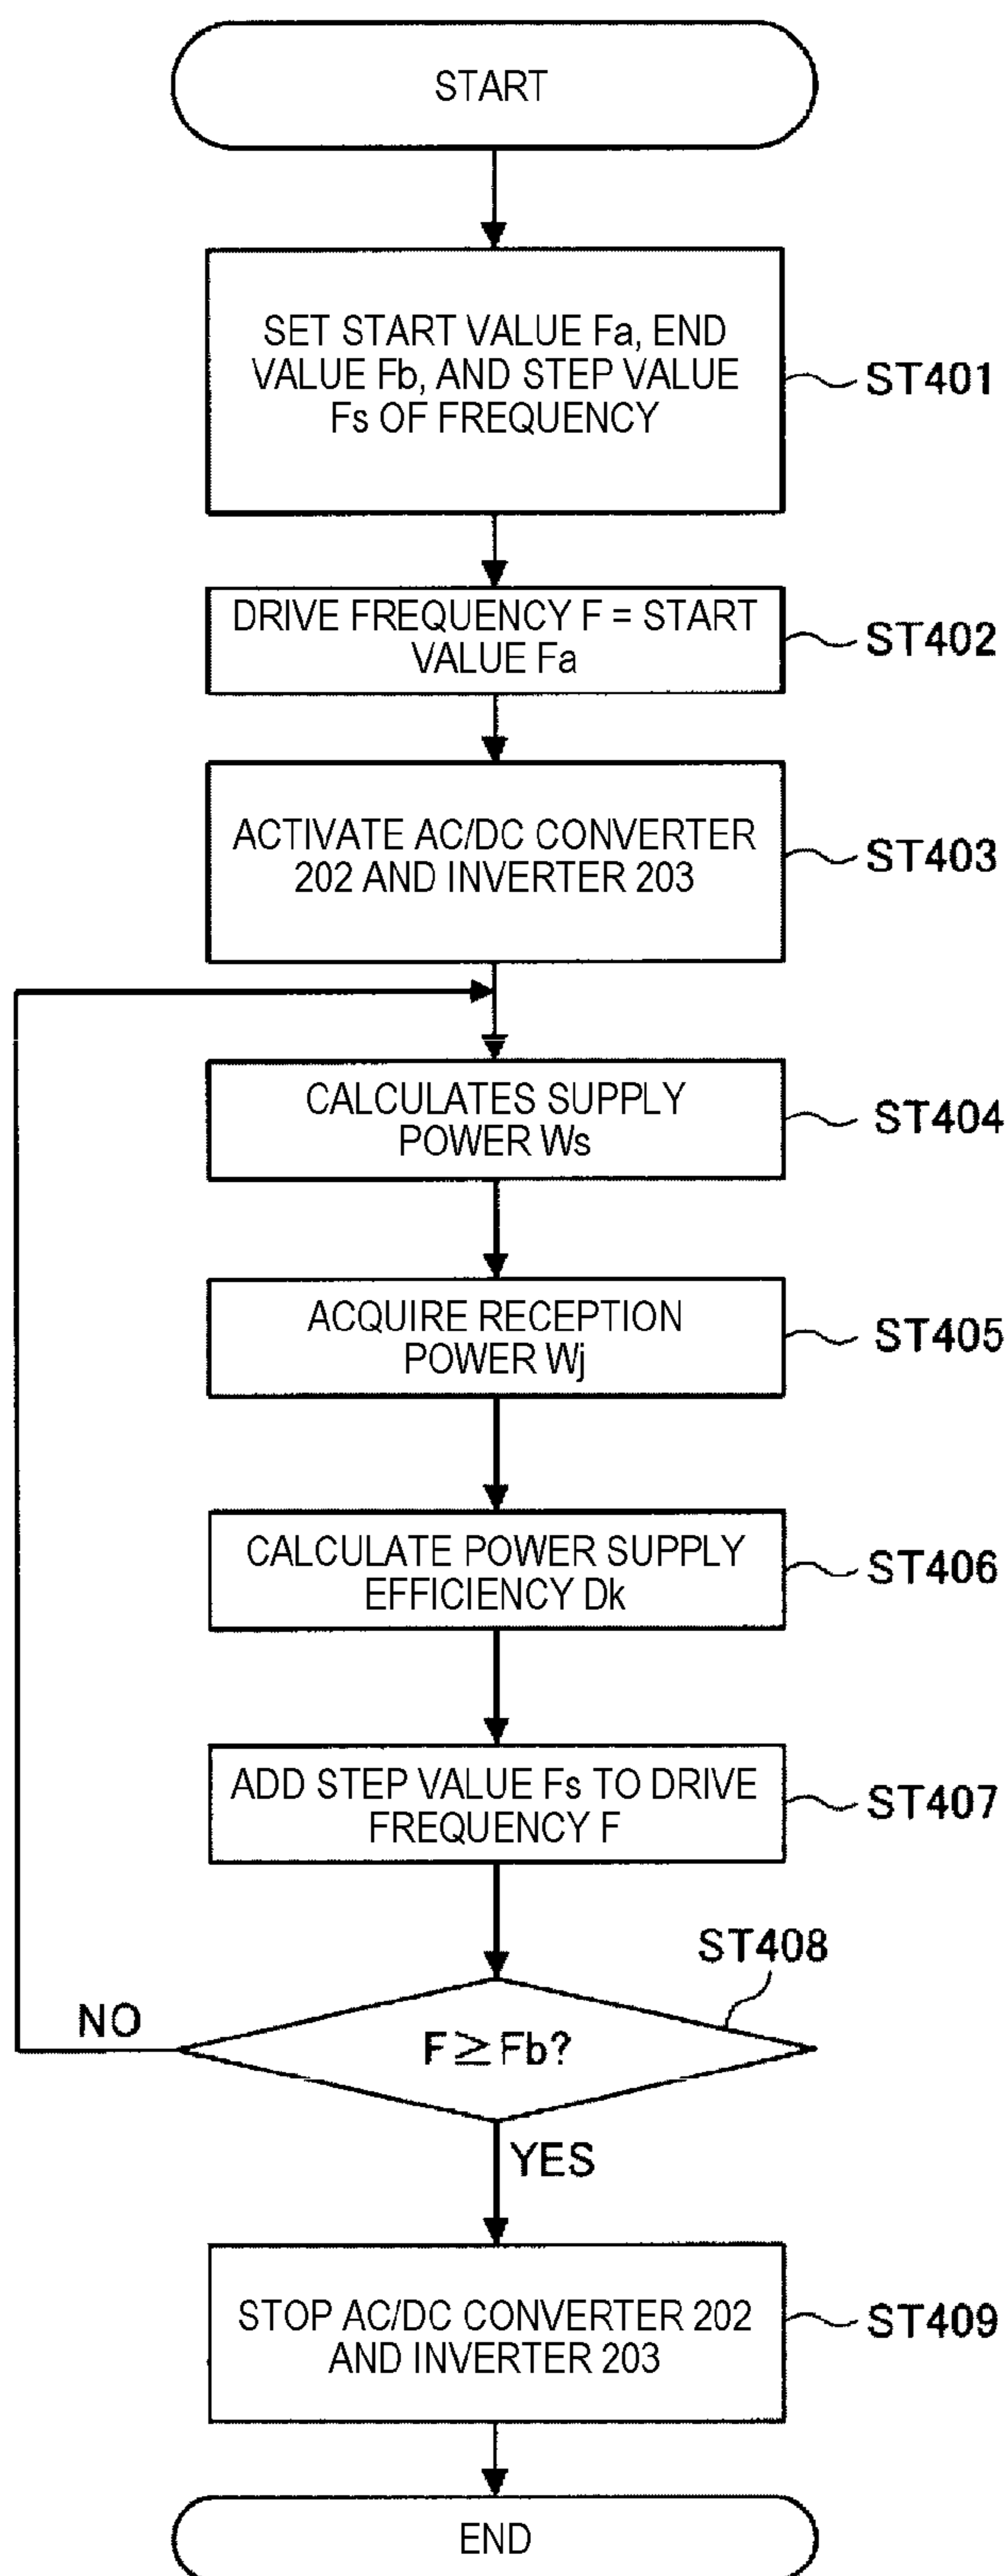 START
SET START VALUE Fa, END
VALUE Fb, AND STEP VALUE
Fs OF FREQUENCY
ST401
DRIVE FREQUENCY F = START
VALUE Fa
ST402
ACTIVATE AC/DC CONVERTER
202 AND INVERTER 203
ST403
CALCULATES SUPPLY
POWER Ws
ST404
ACQUIRE RECEPTION
POWER Wj
ST405
CALCULATE POWER SUPPLY
EFFICIENCY Dk
ST406
ADD STEP VALUE Fs TO DRIVE
FREQUENCY F
ST407
ST408
NO
F ≧ Fb?
YES
STOP AC/DC CONVERTER 202
AND INVERTER 203
ST409
END